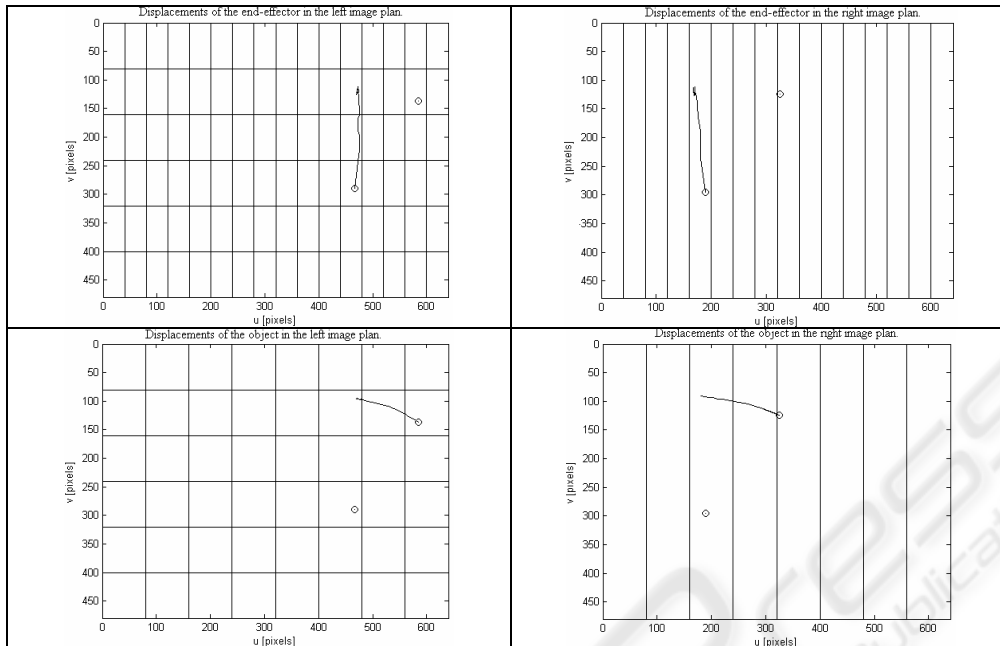 Displacements of the end-effector in the left image plan.
0
50
100
150
200
250
300
350
400
450
v [pixels]
0 100 200 300 400 500 600
u [pixels]
Displacements of the end-effector in the right image plan.
0
50
100
150
200
250
300
350
400
450
v [pixels]
0 100 200 300 400 500 600
u [pixels]
Displacements of the object in the left image plan.
0
50
100
150
200
250
300
350
400
450
v [pixels]
0 100 200 300 400 500 600
u [pixels]
Displacements of the object in the right image plan.
0
50
100
150
200
250
300
350
400
450
v [pixels]
0 100 200 300 400 500 600
u [pixels]